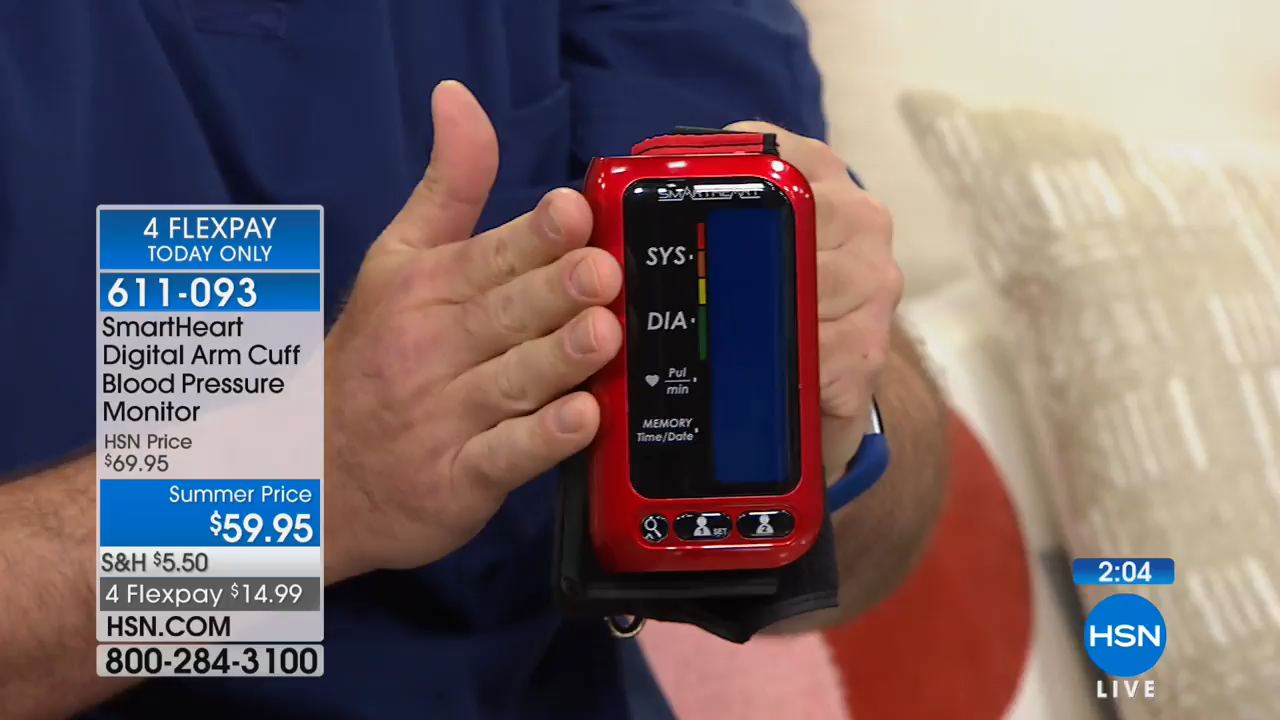 4 FLEXPAY
TODAY ONLY
611-093
SmartHeart
Digital Arm Cuff
Blood Pressure
Monitor
HSN Price
$69.95
Summer Price
$59.95
S&H $5.50
4 Flexpay $14.99
HSN.COM
800-284-3100
SMARTHEART
SYS
DIA
Pul
min
MEMORY
Time/Date
1 SET
2
2:04
HSN
LIVE